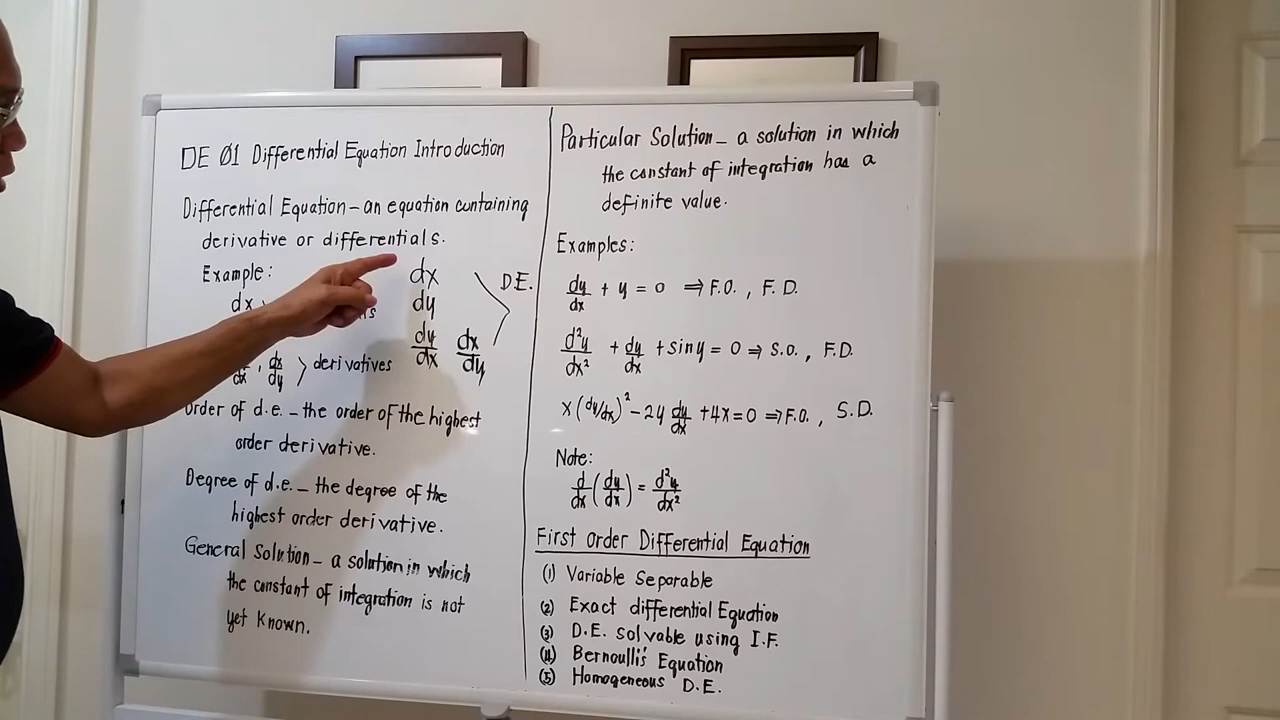 DE 01 Differential Equation Introduction
Differential Equation – an equation containing
derivative or differentials.
Example:
dx
dx
dy
dy/dx dx/dy
D.E.
dx/dy > derivatives
order of d.e. – the order of the highest
order derivative.
Degree of d.e. – the degree of the
highest order derivative.
General Solution – a solution in which
the constant of integration is not
yet known.
Particular Solution – a solution in which
the constant of integration has a
definite value.
Examples:
dy/dx + y = 0 ⇒ F.O., F.D.
d²y/dx² + dy/dx + sin y = 0 ⇒ S.O., F.D.
x(dy/dx)² - 2y dy/dx + 4x = 0 ⇒ F.O., S.D.
Note:
d/dx (dy/dx) = d²y/dx²
First Order Differential Equation
(1) Variable Separable
(2) Exact differential Equation
(3) D.E. solvable using I.F.
(4) Bernoulli's Equation
(5) Homogeneous D.E.